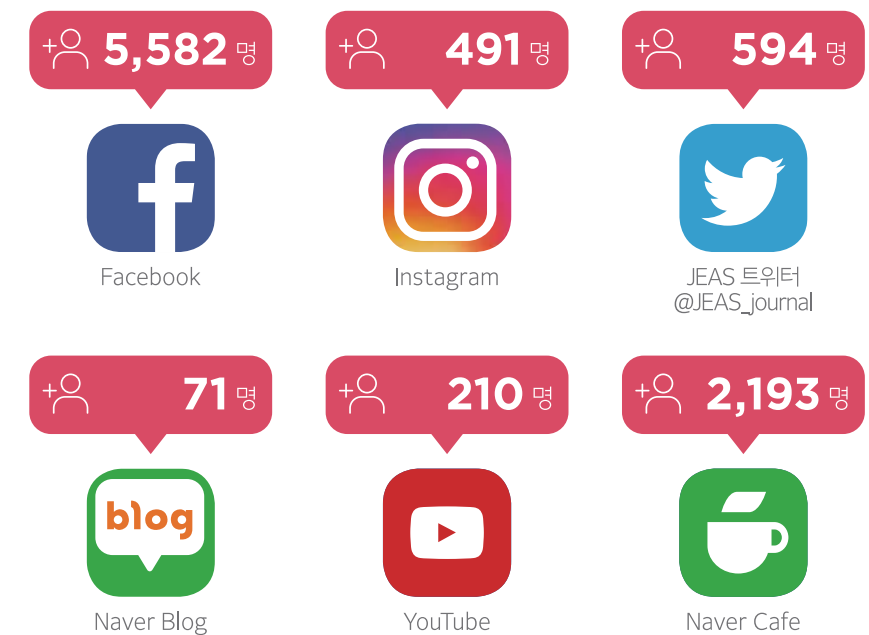 5,582 명
491 명
594 명
Facebook
Instagram
JEAS 트위터
@JEAS_journal
71 명
210 명
2,193 명
blog
Naver Blog
YouTube
Naver Cafe